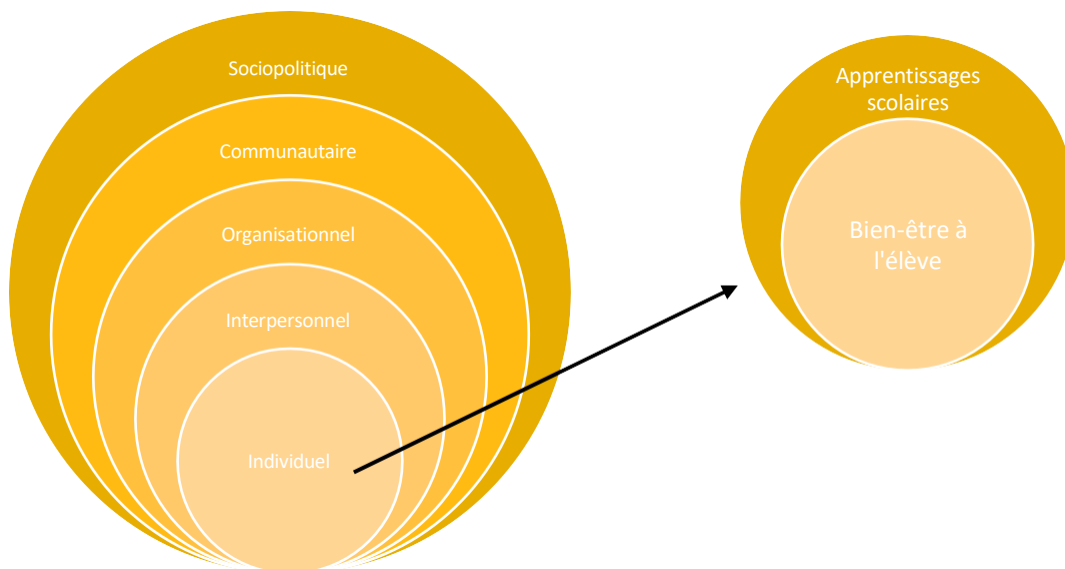 Sociopolitique
Communautaire
Organisationnel
Interpersonnel
Individuel
Apprentissages
scolaires
Bien-être à
l'élève